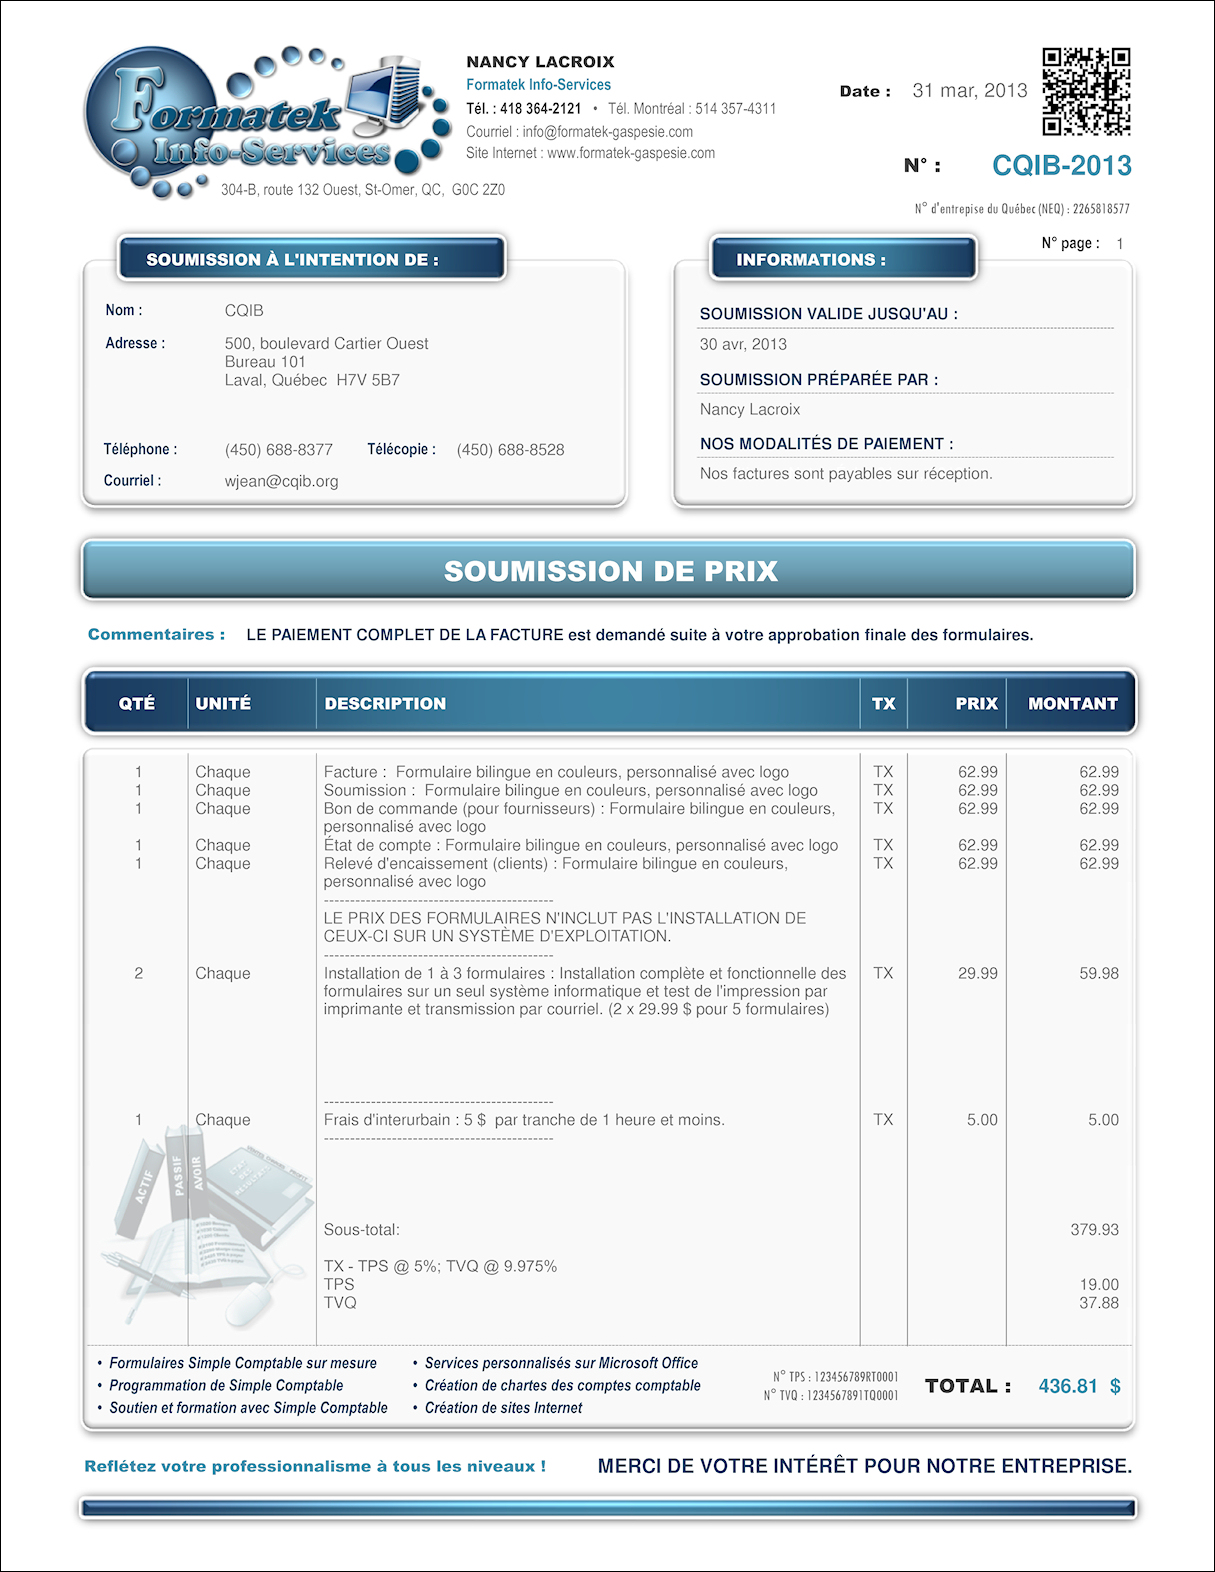 Formatek
Info-Services
304-B, route 132 Ouest, St-Omer, QC,  G0C 2Z0
NANCY LACROIX
Formatek Info-Services
Tél. : 418 364-2121  •  Tél. Montréal : 514 357-4311
Courriel : info@formatek-gaspesie.com
Site Internet : www.formatek-gaspesie.com
Date :  31 mar, 2013
N° :  CQIB-2013
N° d'entreprise du Québec (NEQ) : 2265818577
N° page :  1
SOUMISSION À L'INTENTION DE :
Nom :  CQIB
Adresse :  500, boulevard Cartier Ouest
Bureau 101
Laval, Québec  H7V 5B7
Téléphone :  (450) 688-8377  Télécopie :  (450) 688-8528
Courriel :  wjean@cqib.org
INFORMATIONS :
SOUMISSION VALIDE JUSQU'AU :
30 avr, 2013
SOUMISSION PRÉPARÉE PAR :
Nancy Lacroix
NOS MODALITÉS DE PAIEMENT :
Nos factures sont payables sur réception.
SOUMISSION DE PRIX
Commentaires :  LE PAIEMENT COMPLET DE LA FACTURE est demandé suite à votre approbation finale des formulaires.
QTÉ  UNITÉ  DESCRIPTION  TX  PRIX  MONTANT
1  Chaque  Facture :  Formulaire bilingue en couleurs, personnalisé avec logo  TX  62.99  62.99
1  Chaque  Soumission :  Formulaire bilingue en couleurs, personnalisé avec logo  TX  62.99  62.99
1  Chaque  Bon de commande (pour fournisseurs) : Formulaire bilingue en couleurs,  TX  62.99  62.99
personnalisé avec logo
1  Chaque  État de compte : Formulaire bilingue en couleurs, personnalisé avec logo  TX  62.99  62.99
1  Chaque  Relevé d'encaissement (clients) : Formulaire bilingue en couleurs,  TX  62.99  62.99
personnalisé avec logo
--------------------------------------------
LE PRIX DES FORMULAIRES N'INCLUT PAS L'INSTALLATION DE
CEUX-CI SUR UN SYSTÈME D'EXPLOITATION.
--------------------------------------------
2  Chaque  Installation de 1 à 3 formulaires : Installation complète et fonctionnelle des  TX  29.99  59.98
formulaires sur un seul système informatique et test de l'impression par
imprimante et transmission par courriel. (2 x 29.99 $ pour 5 formulaires)
--------------------------------------------
1  Chaque  Frais d'interurbain : 5 $  par tranche de 1 heure et moins.  TX  5.00  5.00
--------------------------------------------
ACTIF
PASSIF
AVOIR
Sous-total:  379.93
TX - TPS @ 5%; TVQ @ 9.975%
TPS  19.00
TVQ  37.88
• Formulaires Simple Comptable sur mesure
• Programmation de Simple Comptable
• Soutien et formation avec Simple Comptable
• Services personnalisés sur Microsoft Office
• Création de chartes des comptes comptable
• Création de sites Internet
N° TPS : 123456789RT0001
N° TVQ : 1234567891TQ0001
TOTAL :  436.81  $
Reflétez votre professionnalisme à tous les niveaux !  MERCI DE VOTRE INTÉRÊT POUR NOTRE ENTREPRISE.